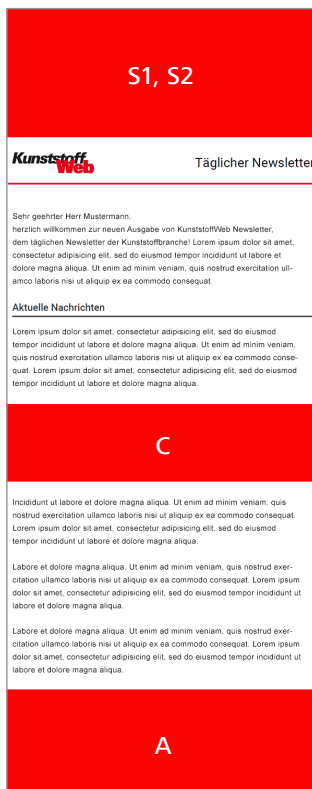 S1, S2
Kunststoff
Web
Täglicher Newsletter
Sehr geehrter Herr Mustermann,
herzlich willkommen zur neuen Ausgabe von KunststoffWeb Newsletter,
dem täglichen Newsletter der Kunststoffbranche! Lorem ipsum dolor sit amet,
consectetur adipisicing elit, sed do eiusmod tempor incididunt ut labore et
dolore magna aliqua. Ut enim ad minim veniam, quis nostrud exercitation ull-
amco laboris nisi ut aliquip ex ea commodo consequat.
Aktuelle Nachrichten
Lorem ipsum dolor sit amet, consectetur adipisicing elit, sed do eiusmod
tempor incididunt ut labore et dolore magna aliqua. Ut enim ad minim veniam,
quis nostrud exercitation ullamco laboris nisi ut aliquip ex ea commodo conse-
quat. Lorem ipsum dolor sit amet, consectetur adipisicing elit, sed do eiusmod
tempor incididunt ut labore et dolore magna aliqua.
C
Incididunt ut labore et dolore magna aliqua. Ut enim ad minim veniam, quis
nostrud exercitation ullamco laboris nisi ut aliquip ex ea commodo consequat.
Lorem ipsum dolor sit amet, consectetur adipisicing elit, sed do eiusmod
tempor incididunt ut labore et dolore magna aliqua.
Labore et dolore magna aliqua. Ut enim ad minim veniam, quis nostrud exer-
citation ullamco laboris nisi ut aliquip ex ea commodo consequat. Lorem ipsum
dolor sit amet, consectetur adipisicing elit, sed do eiusmod tempor incididunt ut
labore et dolore magna aliqua.
Labore et dolore magna aliqua. Ut enim ad minim veniam, quis nostrud exer-
citation ullamco laboris nisi ut aliquip ex ea commodo consequat. Lorem ipsum
dolor sit amet, consectetur adipisicing elit, sed do eiusmod tempor incididunt ut
labore et dolore magna aliqua.
A